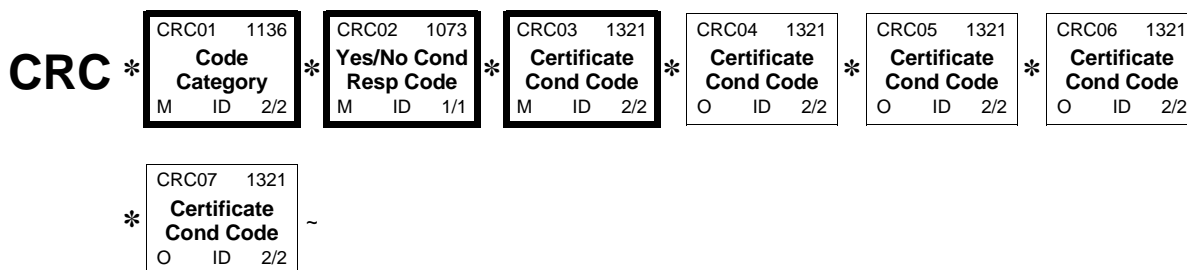 CRC01 1136 CRC02 1073 CRC03 1321 CRC04 1321 CRC05 1321 CRC06 1321
CRC * Code Category * Yes/No Cond Resp Code * Certificate Cond Code * Certificate Cond Code * Certificate Cond Code * Certificate Cond Code
M ID 2/2 M ID 1/1 M ID 2/2 O ID 2/2 O ID 2/2 O ID 2/2
CRC07 1321
* Certificate Cond Code ~
O ID 2/2